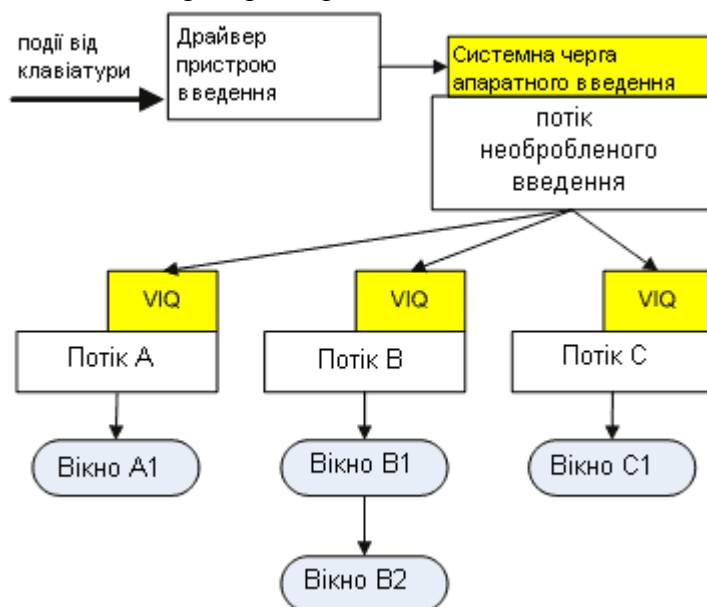 події від
клавіатури
Драйвер
пристрою
введення
Системна черга
апаратного введення
потік
необробленого
введення
VIQ
VIQ
VIQ
Потік A
Потік B
Потік C
Вікно A1
Вікно B1
Вікно C1
Вікно B2